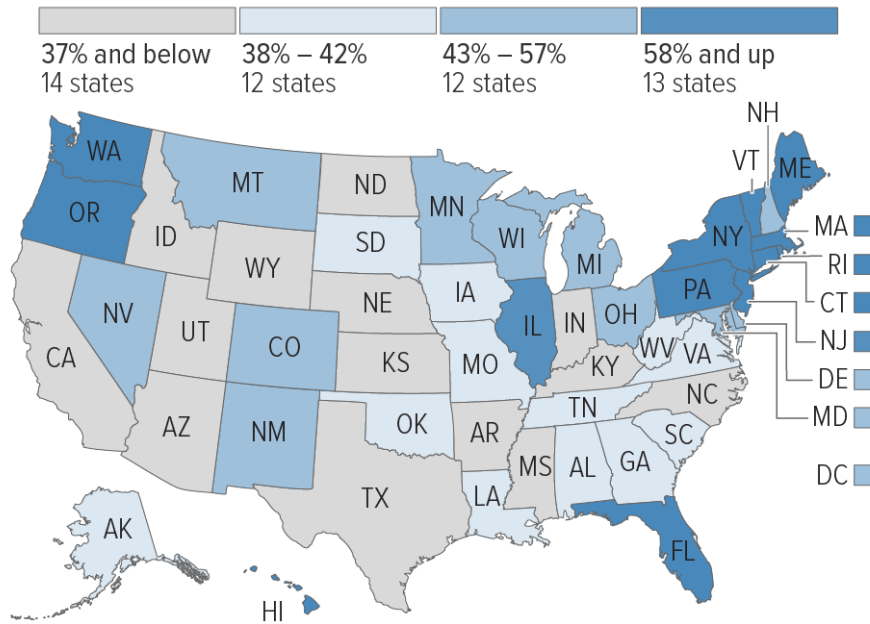 37% and below
14 states
38% – 42%
12 states
43% – 57%
12 states
58% and up
13 states
NH
VT
ME
WA
MT
ND
MN
OR
ID
SD
WI
NY
MA
WY
MI
RI
IA
PA
CT
NE
NV
IL
IN
OH
NJ
UT
CO
CA
KS
MO
KY
WV
VA
DE
NC
MD
AZ
NM
OK
TN
AR
SC
MS
AL
GA
DC
TX
LA
AK
FL
HI